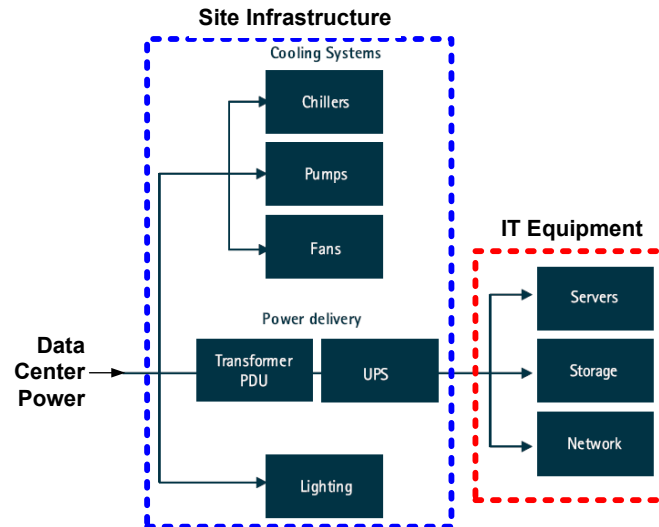 Site Infrastructure
Cooling Systems
Chillers
Pumps
Fans
IT Equipment
Servers
Storage
Network
Power delivery
Data
Center
Power
Transformer
PDU
UPS
Lighting